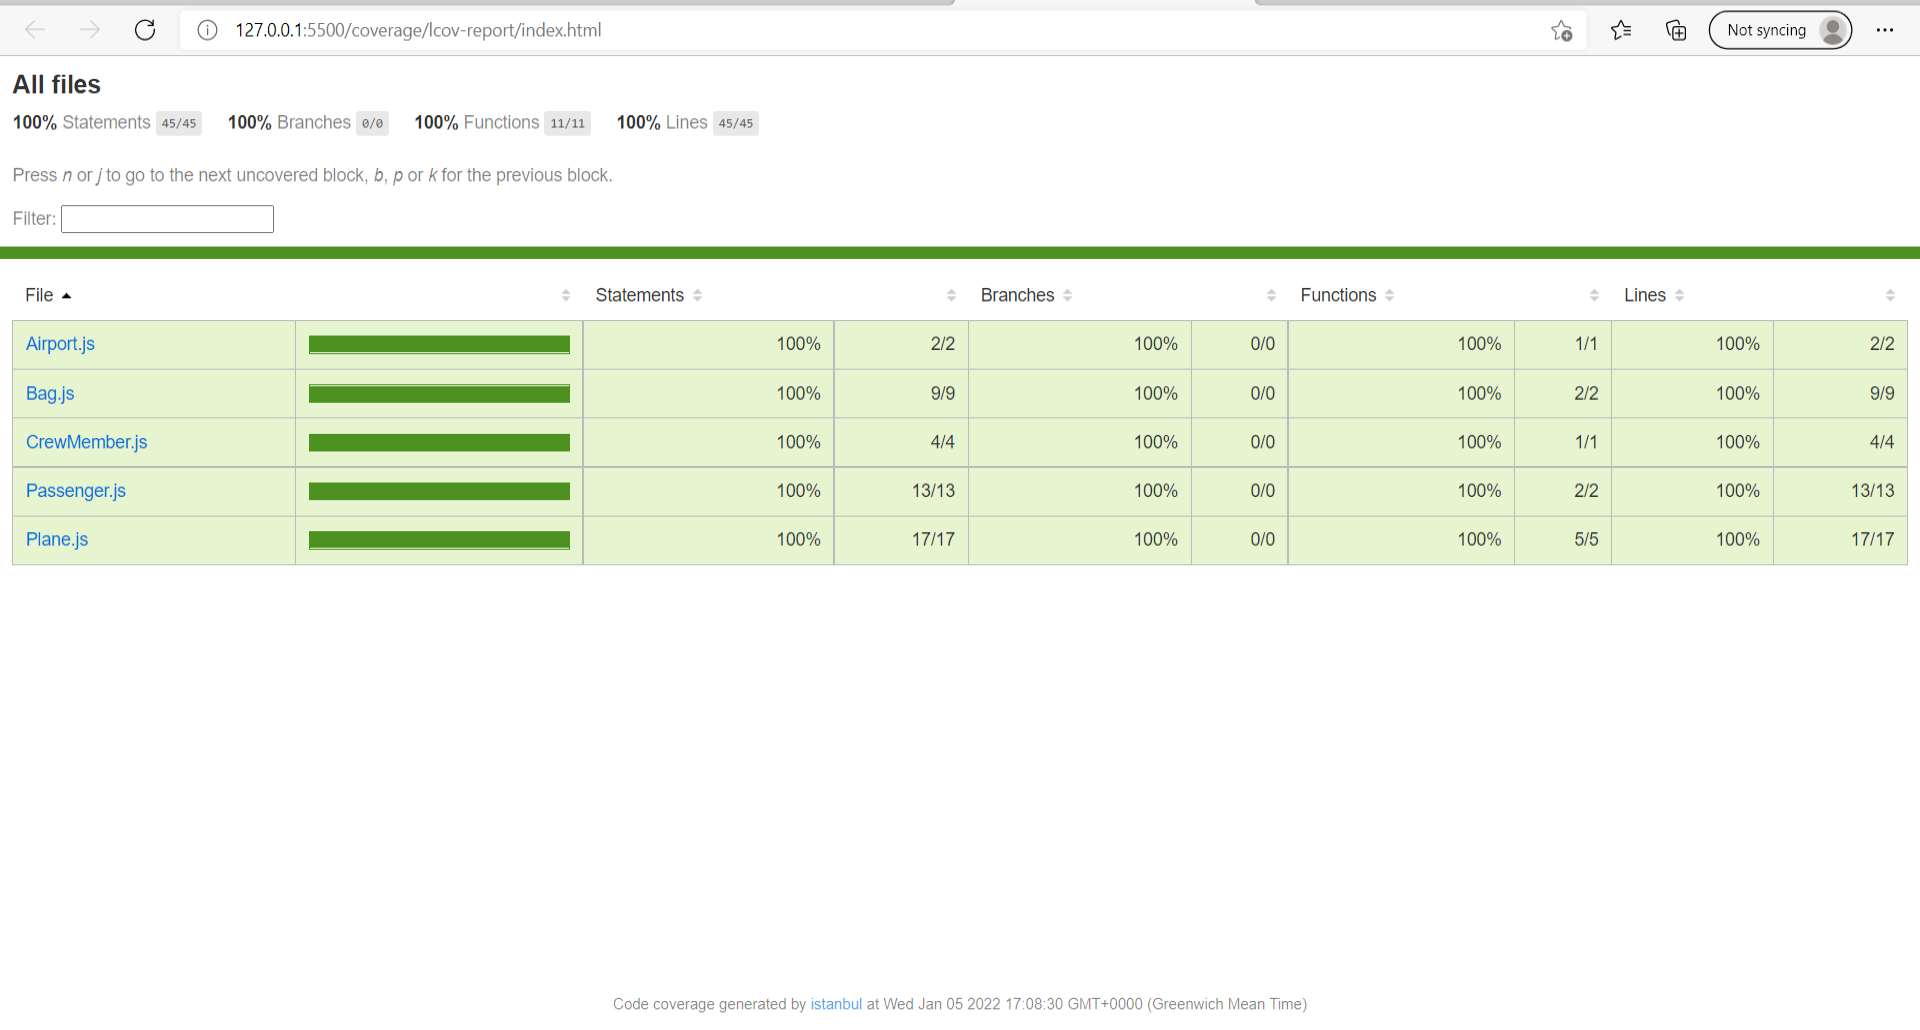 127.0.0.1:5500/coverage/lcov-report/index.html
Not syncing
All files
100% Statements 45/45 100% Branches 0/0 100% Functions 11/11 100% Lines 45/45
Press n or j to go to the next uncovered block, b, p or k for the previous block.
Filter:
File Statements Branches Functions Lines
Airport.js 100% 2/2 100% 0/0 100% 1/1 100% 2/2
Bag.js 100% 9/9 100% 0/0 100% 2/2 100% 9/9
CrewMember.js 100% 4/4 100% 0/0 100% 1/1 100% 4/4
Passenger.js 100% 13/13 100% 0/0 100% 2/2 100% 13/13
Plane.js 100% 17/17 100% 0/0 100% 5/5 100% 17/17
Code coverage generated by istanbul at Wed Jan 05 2022 17:08:30 GMT+0000 (Greenwich Mean Time)